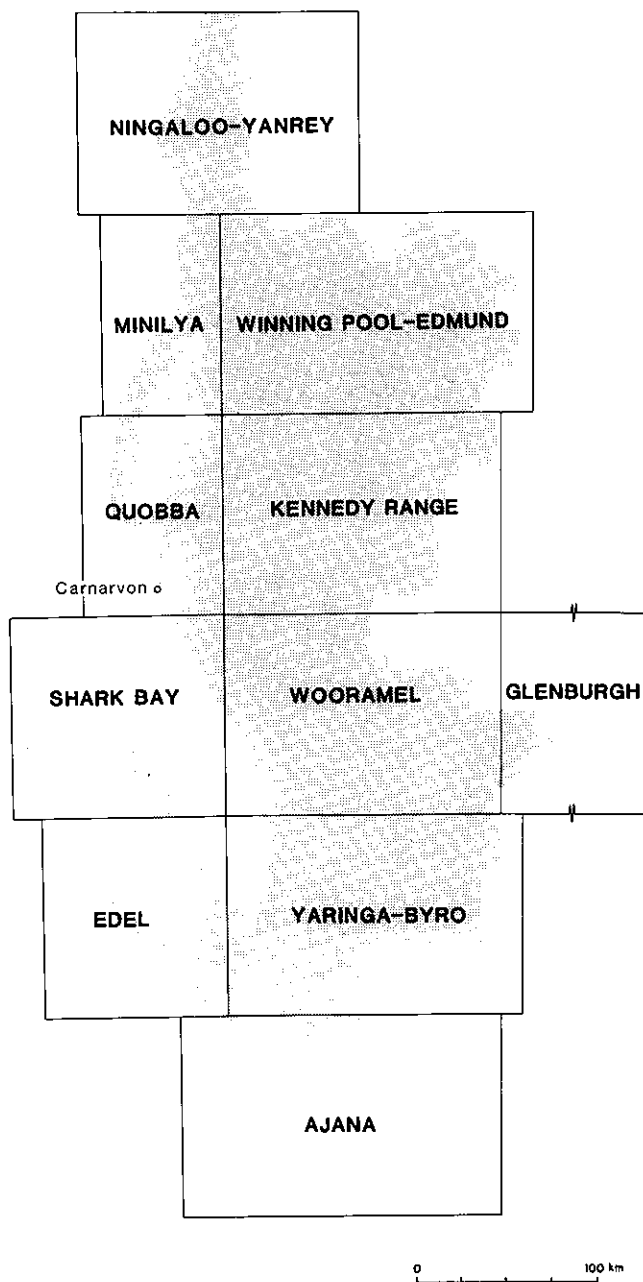 NINGALOO-YANREY
MINILYA
WINNING POOL-EDMUND
QUOBBA
KENNEDY RANGE
Carnarvon
SHARK BAY
WOORAMEL
GLENBURGH
EDEL
YARINGA-BYRO
AJANA
0
100 km